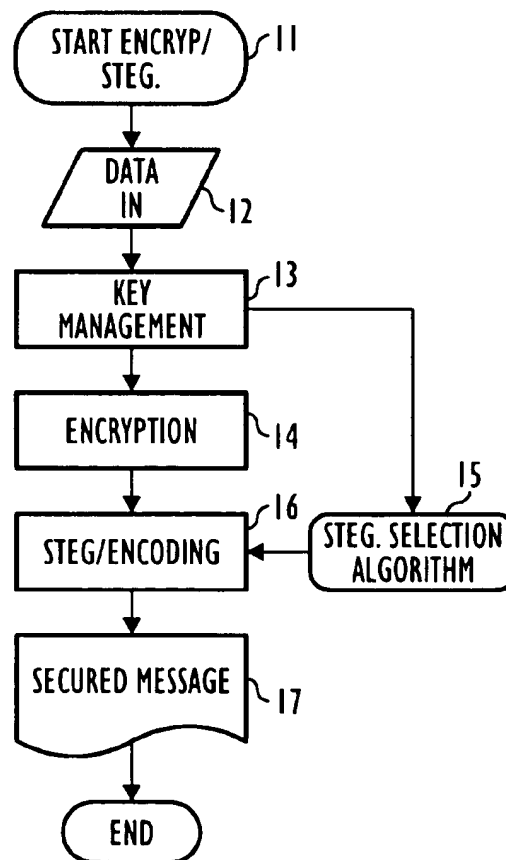 START ENCRYP/
STEG.
11
DATA
IN
12
KEY
MANAGEMENT
13
ENCRYPTION
14
15
STEG. SELECTION
ALGORITHM
16
STEG/ENCODING
SECURED MESSAGE
17
END